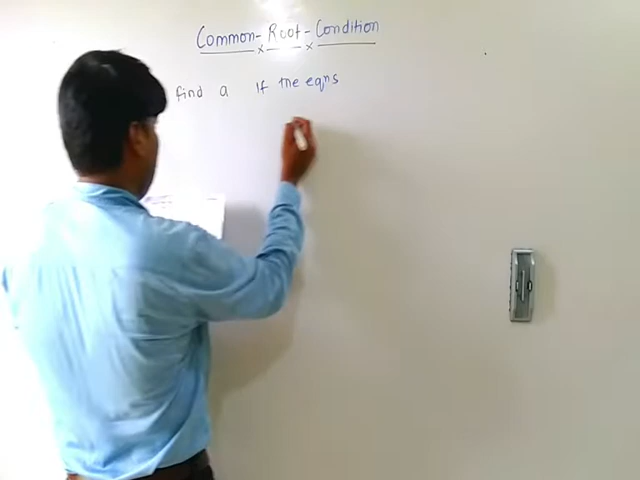 Common-Root-Condition
find a if the eqns